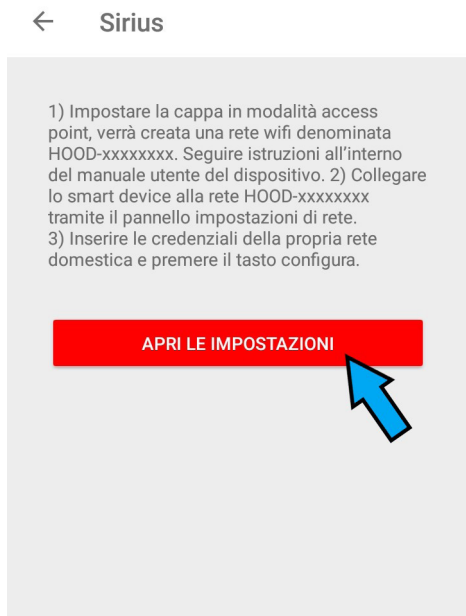 Sirius
1) Impostare la cappa in modalità access
point, verrà creata una rete wifi denominata
HOOD-xxxxxxxx. Seguire istruzioni all'interno
del manuale utente del dispositivo. 2) Collegare
lo smart device alla rete HOOD-xxxxxxxx
tramite il pannello impostazioni di rete.
3) Inserire le credenziali della propria rete
domestica e premere il tasto configura.
APRI LE IMPOSTAZIONI